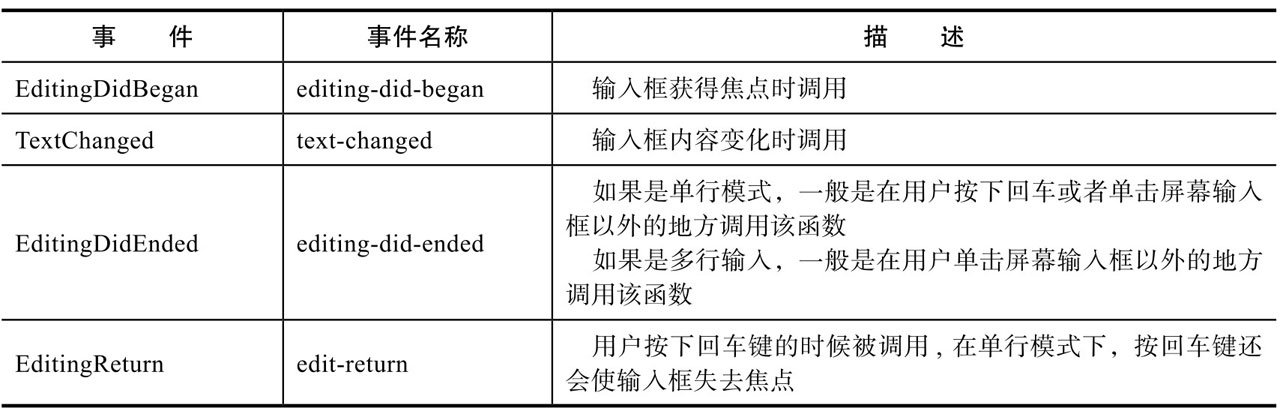 事 件 事件名称 描 述
EditingDidBegan editing-did-began 输入框获得焦点时调用
TextChanged text-changed 输入框内容变化时调用
EditingDidEnded editing-did-ended 如果是单行模式，一般是在用户按下回车或者单击屏幕输入
框以外的地方调用该函数
如果是多行输入，一般是在用户单击屏幕输入框以外的地方
调用该函数
EditingReturn edit-return 用户按下回车键的时候被调用，在单行模式下，按回车键还
会使输入框失去焦点